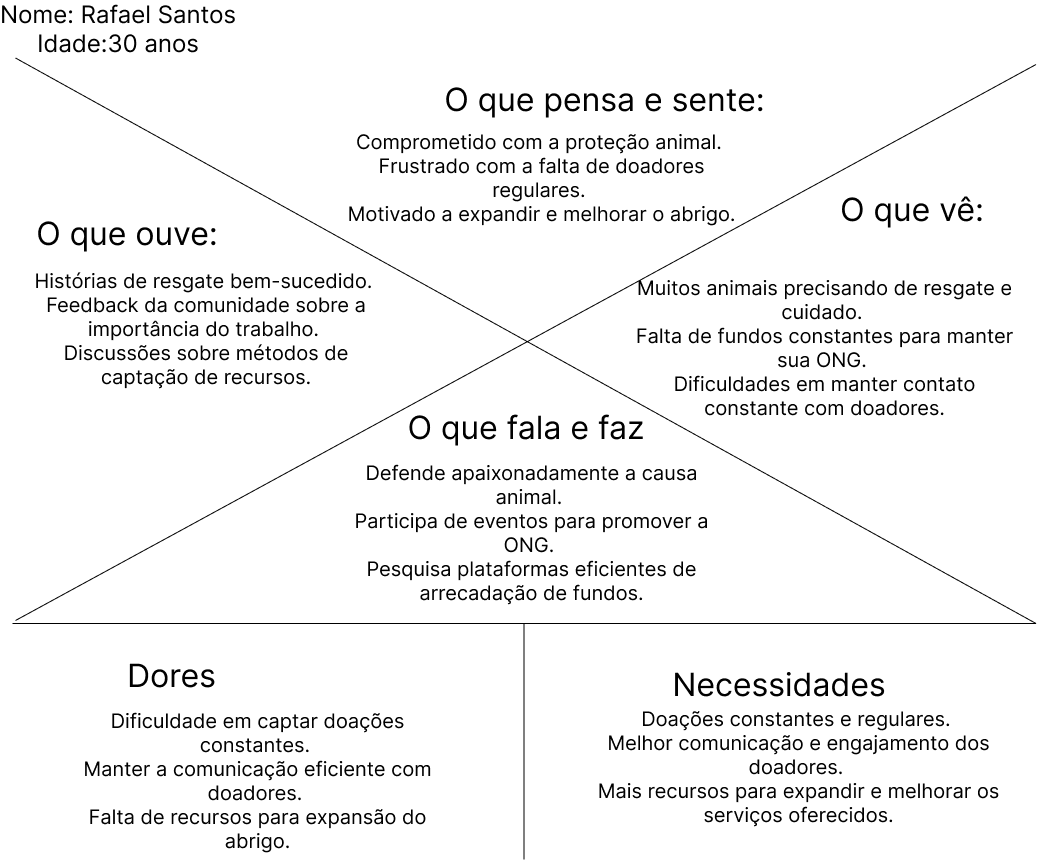 Nome: Rafael Santos
Idade:30 anos
O que pensa e sente:
Comprometido com a proteção animal.
Frustrado com a falta de doadores
regulares.
Motivado a expandir e melhorar o abrigo.
O que ouve:
Histórias de resgate bem-sucedido.
Feedback da comunidade sobre a
importância do trabalho.
Discussões sobre métodos de
captação de recursos.
O que vê:
Muitos animais precisando de resgate e
cuidado.
Falta de fundos constantes para manter
sua ONG.
Dificuldades em manter contato
constante com doadores.
O que fala e faz
Defende apaixonadamente a causa
animal.
Participa de eventos para promover a
ONG.
Pesquisa plataformas eficientes de
arrecadação de fundos.
Dores
Dificuldade em captar doações
constantes.
Manter a comunicação eficiente com
doadores.
Falta de recursos para expansão do
abrigo.
Necessidades
Doações constantes e regulares.
Melhor comunicação e engajamento dos
doadores.
Mais recursos para expandir e melhorar os
serviços oferecidos.